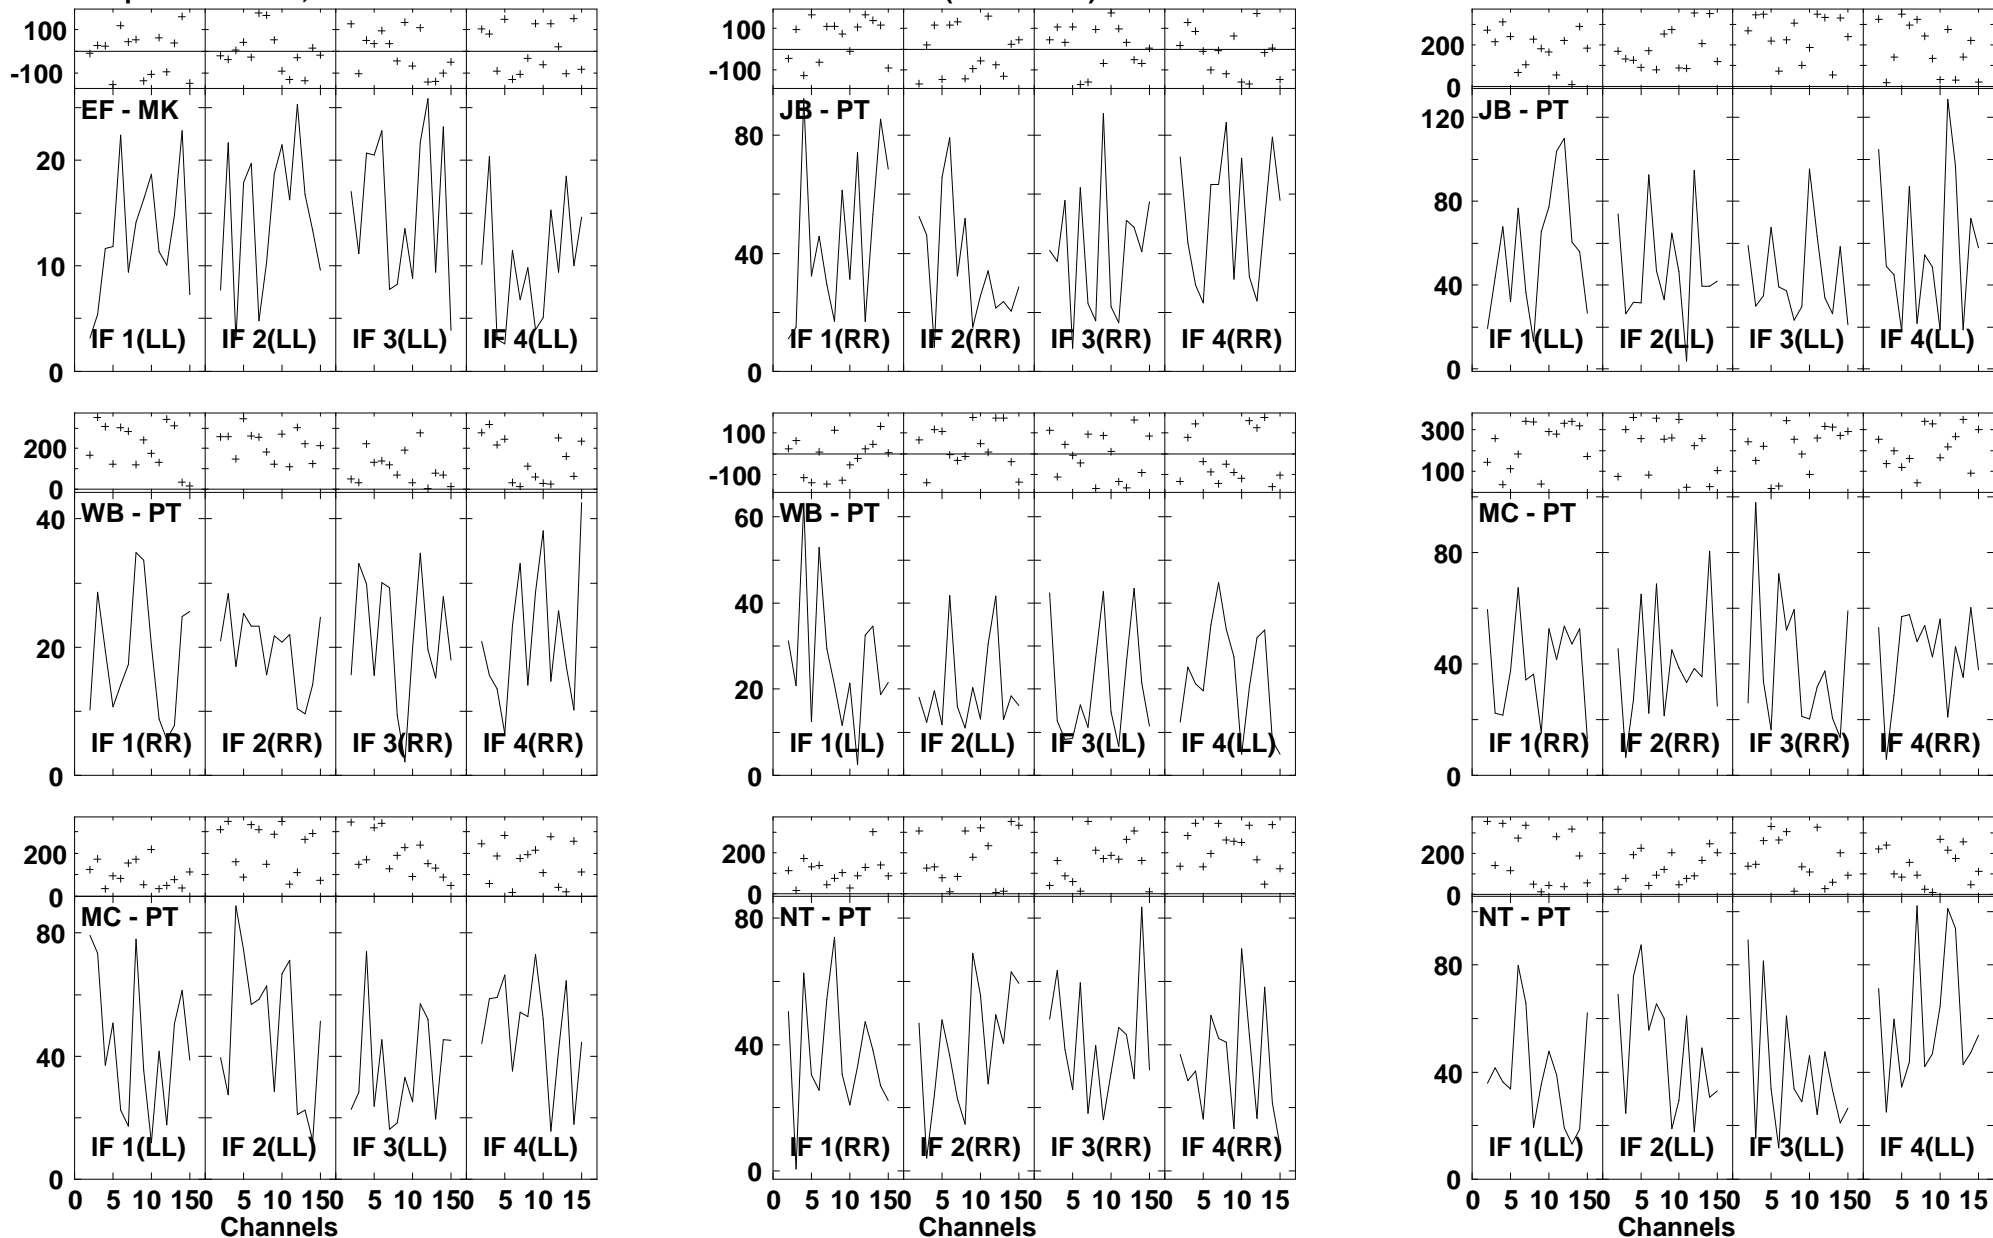 100 100 200
-100 -100 0
EF - MK JB - PT JB - PT
20 80 120
10 40 80
0 0 40
0
IF 1(LL) IF 2(LL) IF 3(LL) IF 4(LL) IF 1(RR) IF 2(RR) IF 3(RR) IF 4(RR) IF 1(LL) IF 2(LL) IF 3(LL) IF 4(LL)
200 100 300
0 -100 100
WB - PT WB - PT MC - PT
40 60 80
20 40 40
0 20 0
0
IF 1(RR) IF 2(RR) IF 3(RR) IF 4(RR) IF 1(LL) IF 2(LL) IF 3(LL) IF 4(LL) IF 1(RR) IF 2(RR) IF 3(RR) IF 4(RR)
200 200 200
0 0 0
MC - PT NT - PT NT - PT
80 80 80
40 40 40
0 0 0
IF 1(LL) IF 2(LL) IF 3(LL) IF 4(LL) IF 1(RR) IF 2(RR) IF 3(RR) IF 4(RR) IF 1(LL) IF 2(LL) IF 3(LL) IF 4(LL)
0 5 10 150 5 10 150 5 10 150 5 10 15 0 5 10 150 5 10 150 5 10 150 5 10 15 0 5 10 150 5 10 150 5 10 150 5 10 15
Channels Channels Channels